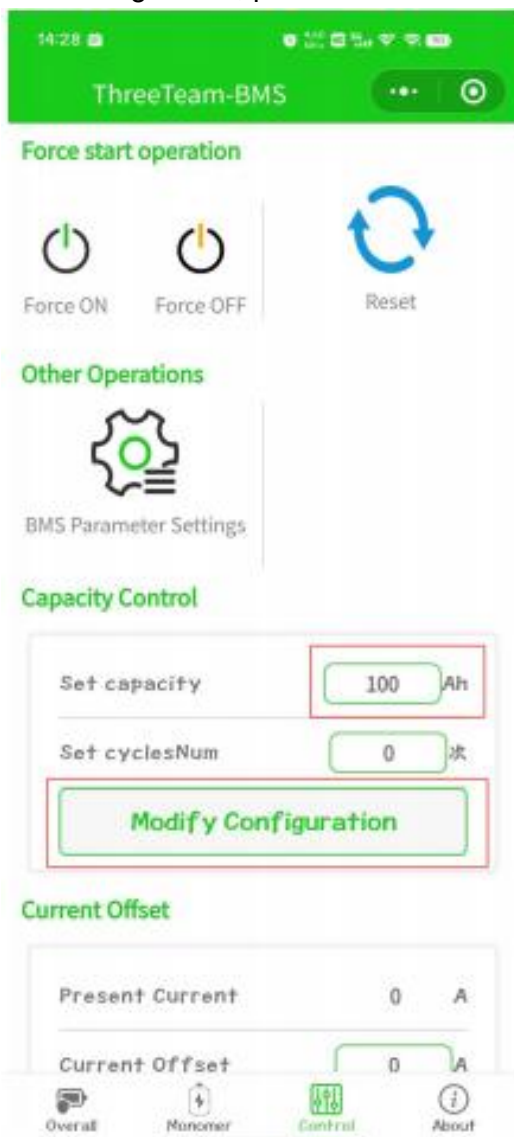 14:28
ThreeTeam-BMS
Force start operation
Force ON
Force OFF
Reset
Other Operations
BMS Parameter Settings
Capacity Control
Set capacity 100 Ah
Set cyclesNum 0 次
Modify Configuration
Current Offset
Present Current 0 A
Current Offset 0 A
Overall
Monomer
Control
About